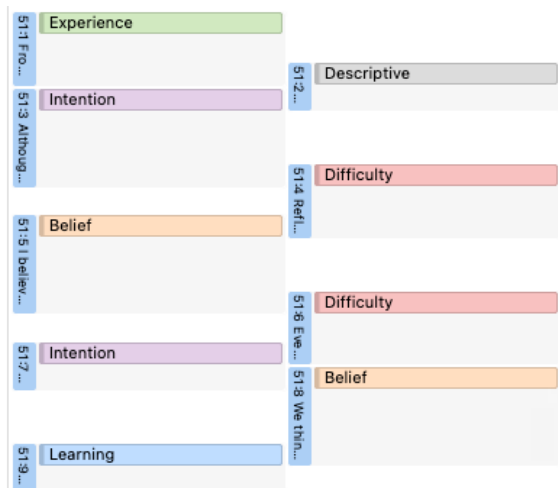 51:1 Fro...
Experience
51:2...
Descriptive
51:3 Althoug...
Intention
51:4 Refl...
Difficulty
51:5 I believ...
Belief
51:6 Eve...
Difficulty
51:7...
Intention
51:8 We thin...
Belief
51:9...
Learning